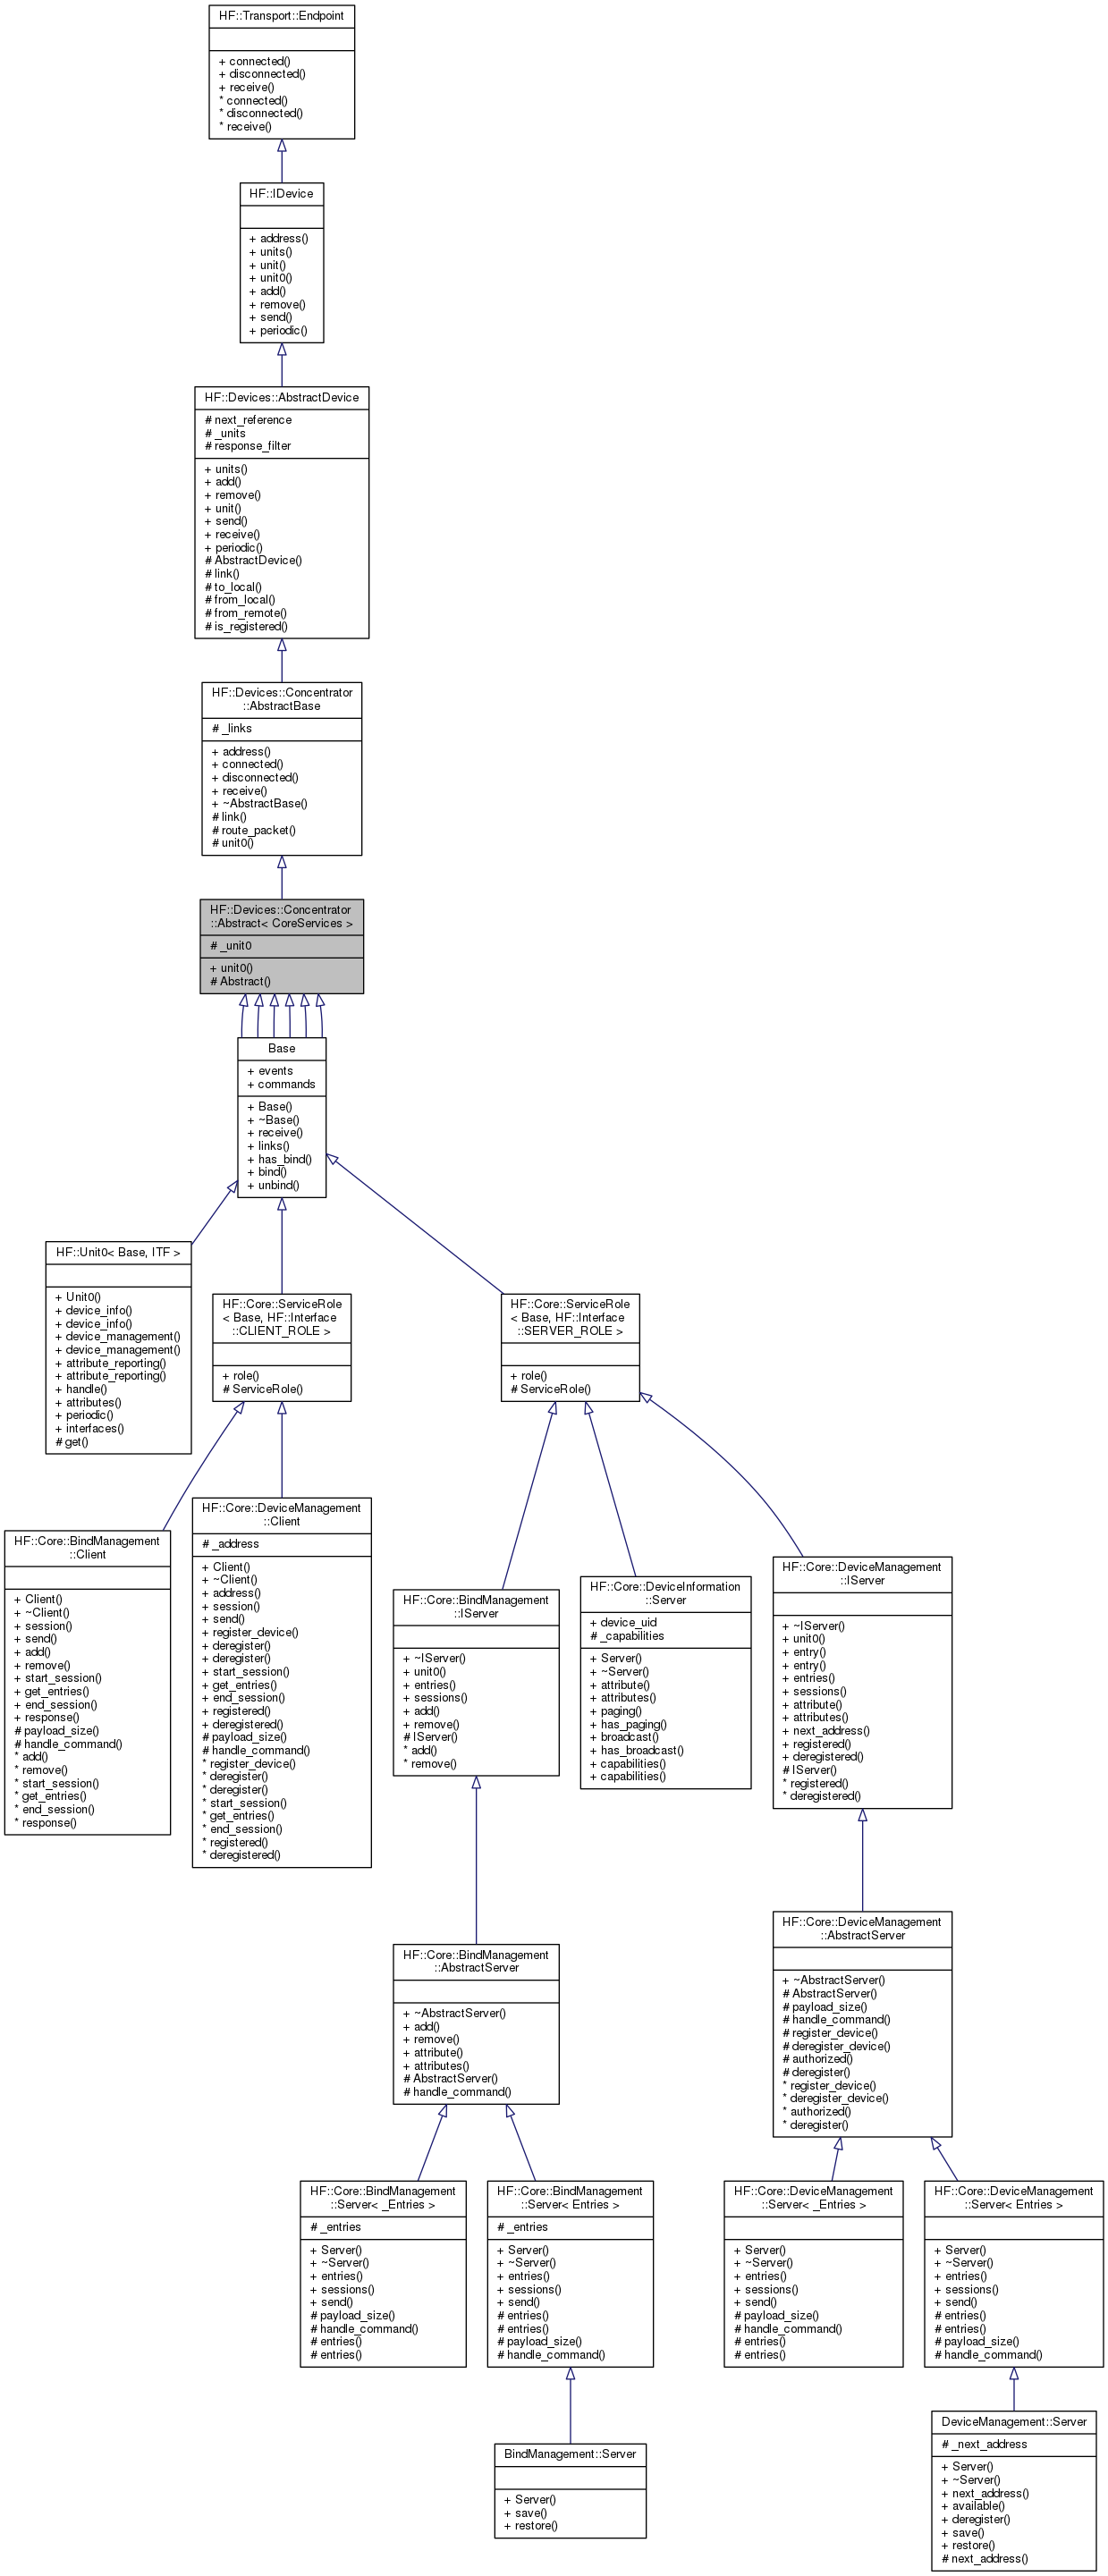 HF::Transport::Endpoint
+ connected()
+ disconnected()
+ receive()
* connected()
* disconnected()
* receive()
HF::IDevice
+ address()
+ units()
+ unit()
+ unit0()
+ add()
+ remove()
+ send()
+ periodic()
HF::Devices::AbstractDevice
# next_reference
# _units
# response_filter
+ units()
+ add()
+ remove()
+ unit()
+ send()
+ receive()
+ periodic()
# AbstractDevice()
# link()
# to_local()
# from_local()
# from_remote()
# is_registered()
HF::Devices::Concentrator
::AbstractBase
# _links
+ address()
+ connected()
+ disconnected()
+ receive()
+ ~AbstractBase()
# link()
# route_packet()
# unit0()
HF::Devices::Concentrator
::Abstract< CoreServices >
# _unit0
+ unit0()
# Abstract()
Base
+ events
+ commands
+ Base()
+ ~Base()
+ receive()
+ links()
+ has_bind()
+ bind()
+ unbind()
HF::Unit0< Base, ITF >
+ Unit0()
+ device_info()
+ device_info()
+ device_management()
+ device_management()
+ attribute_reporting()
+ attribute_reporting()
+ handle()
+ attributes()
+ periodic()
+ interfaces()
# get()
HF::Core::ServiceRole
< Base, HF::Interface
::CLIENT_ROLE >
+ role()
# ServiceRole()
HF::Core::ServiceRole
< Base, HF::Interface
::SERVER_ROLE >
+ role()
# ServiceRole()
HF::Core::BindManagement
::Client
+ Client()
+ ~Client()
+ session()
+ send()
+ add()
+ remove()
+ start_session()
+ get_entries()
+ end_session()
+ response()
# payload_size()
# handle_command()
* add()
* remove()
* start_session()
* get_entries()
* end_session()
* response()
HF::Core::DeviceManagement
::Client
# _address
+ Client()
+ ~Client()
+ address()
+ session()
+ send()
+ register_device()
+ deregister()
+ deregister()
+ start_session()
+ get_entries()
+ end_session()
+ registered()
+ deregistered()
# payload_size()
# handle_command()
* register_device()
* deregister()
* deregister()
* start_session()
* get_entries()
* end_session()
* registered()
* deregistered()
HF::Core::BindManagement
::IServer
+ ~IServer()
+ unit0()
+ entries()
+ sessions()
+ add()
+ remove()
# IServer()
* add()
* remove()
HF::Core::DeviceInformation
::Server
+ device_uid
# _capabilities
+ Server()
+ ~Server()
+ attribute()
+ attributes()
+ paging()
+ has_paging()
+ broadcast()
+ has_broadcast()
+ capabilities()
+ capabilities()
HF::Core::DeviceManagement
::IServer
+ ~IServer()
+ unit0()
+ entry()
+ entry()
+ entries()
+ sessions()
+ attribute()
+ attributes()
+ next_address()
+ registered()
+ deregistered()
# IServer()
* registered()
* deregistered()
HF::Core::BindManagement
::AbstractServer
+ ~AbstractServer()
+ add()
+ remove()
+ attribute()
+ attributes()
# AbstractServer()
# handle_command()
HF::Core::DeviceManagement
::AbstractServer
+ ~AbstractServer()
# AbstractServer()
# payload_size()
# handle_command()
# register_device()
# deregister_device()
# authorized()
# deregister()
* register_device()
* deregister_device()
* authorized()
* deregister()
HF::Core::BindManagement
::Server< _Entries >
# _entries
+ Server()
+ ~Server()
+ entries()
+ sessions()
+ send()
# payload_size()
# handle_command()
# entries()
# entries()
HF::Core::BindManagement
::Server< Entries >
# _entries
+ Server()
+ ~Server()
+ entries()
+ sessions()
+ send()
# entries()
# entries()
# payload_size()
# handle_command()
HF::Core::DeviceManagement
::Server< _Entries >
+ Server()
+ ~Server()
+ entries()
+ sessions()
+ send()
# payload_size()
# handle_command()
# entries()
# entries()
HF::Core::DeviceManagement
::Server< Entries >
+ Server()
+ ~Server()
+ entries()
+ sessions()
+ send()
# entries()
# entries()
# payload_size()
# handle_command()
BindManagement::Server
+ Server()
+ save()
+ restore()
DeviceManagement::Server
# _next_address
+ Server()
+ ~Server()
+ next_address()
+ available()
+ deregister()
+ save()
+ restore()
# next_address()